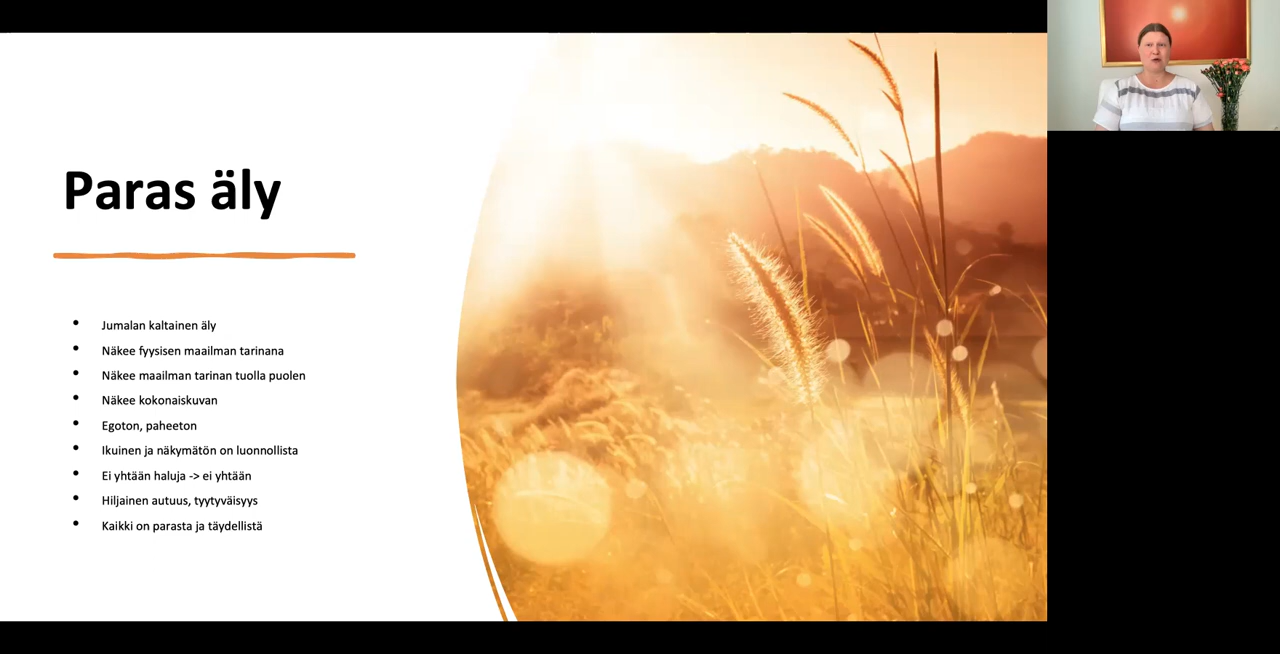 Paras äly
• Jumalan kaltainen äly
• Näkee fyysisen maailman tarinana
• Näkee maailman tarinan tuolla puolen
• Näkee kokonaiskuvan
• Egoton, paheeton
• Ikuinen ja näkymätön on luonnollista
• Ei yhtään haluja -> ei yhtään
• Hiljainen autuus, tyytyväisyys
• Kaikki on parasta ja täydellistä